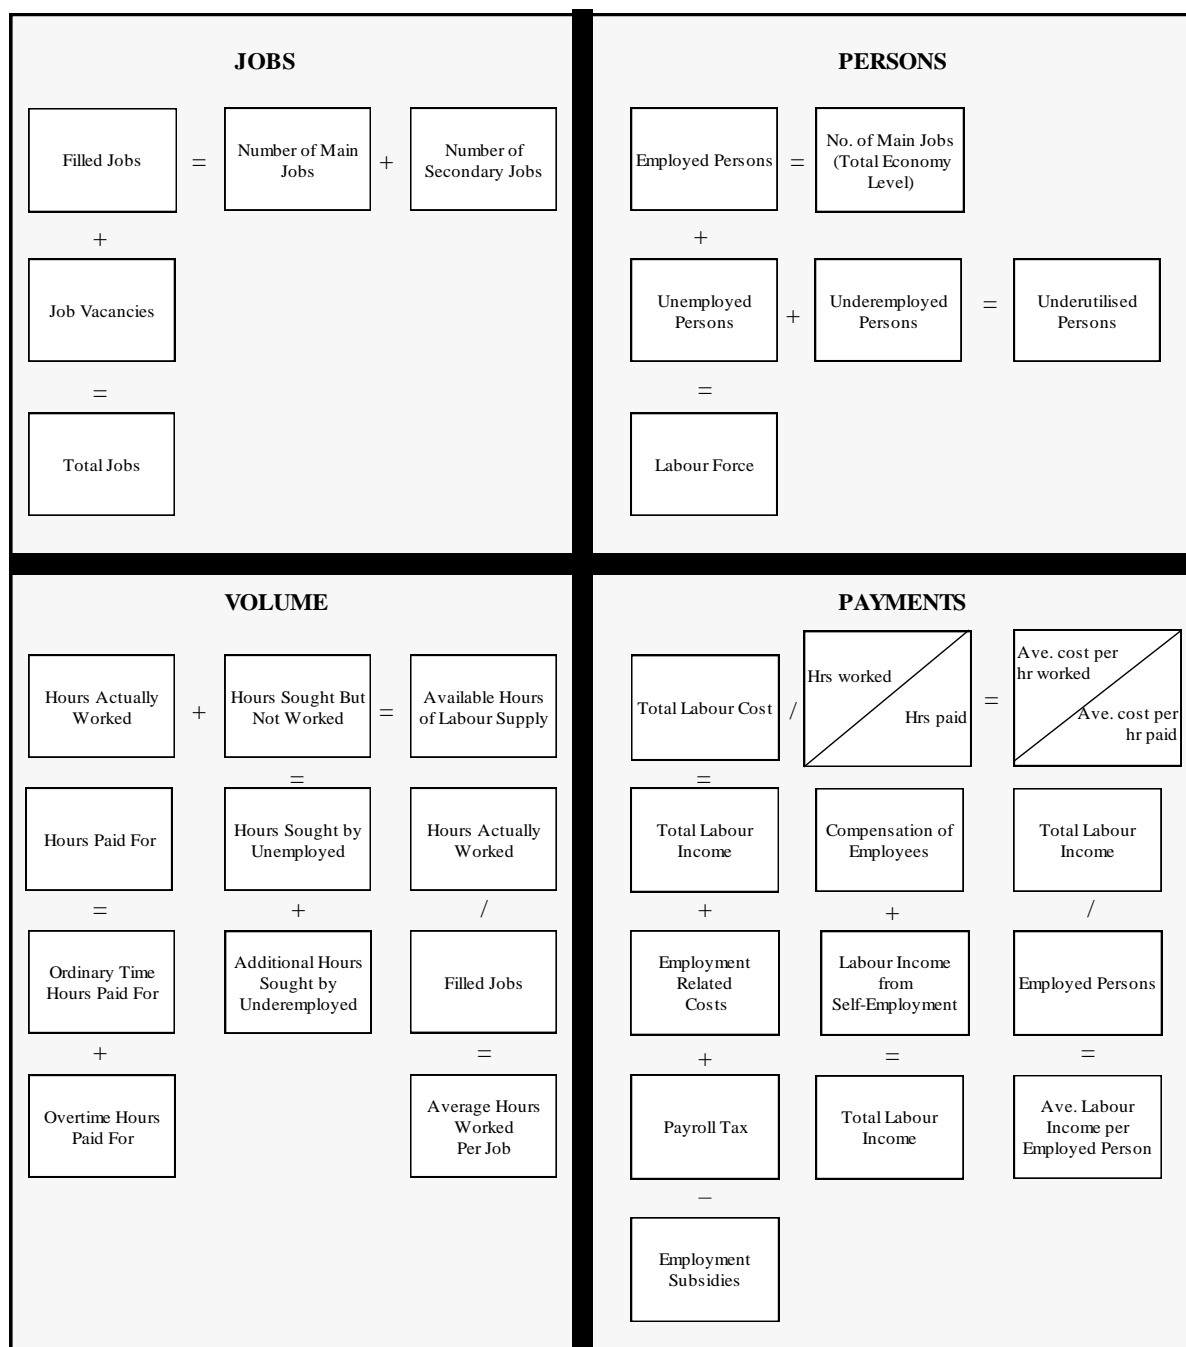 JOBS
Filled Jobs
=
Number of Main
Jobs
+
Number of
Secondary Jobs
+
Job Vacancies
=
Total Jobs
PERSONS
Employed Persons
=
No. of Main Jobs
(Total Economy
Level)
+
Unemployed
Persons
+
Underemployed
Persons
=
Underutilised
Persons
=
Labour Force
VOLUME
Hours Actually
Worked
+
Hours Sought But
Not Worked
=
Available Hours
of Labour Supply
=
Hours Paid For
Hours Sought by
Unemployed
Hours Actually
Worked
=
+
/
Ordinary Time
Hours Paid For
Additional Hours
Sought by
Underemployed
Filled Jobs
+
=
Overtime Hours
Paid For
Average Hours
Worked
Per Job
PAYMENTS
Total Labour Cost
/
Hrs worked
Hrs paid
=
Ave. cost per
hr worked
Ave. cost per
hr paid
=
Total Labour
Income
Compensation of
Employees
Total Labour
Income
+
+
/
Employment
Related
Costs
Labour Income
from
Self-Employment
Employed Persons
+
=
=
Payroll Tax
Total Labour
Income
Ave. Labour
Income per
Employed Person
−
Employment
Subsidies